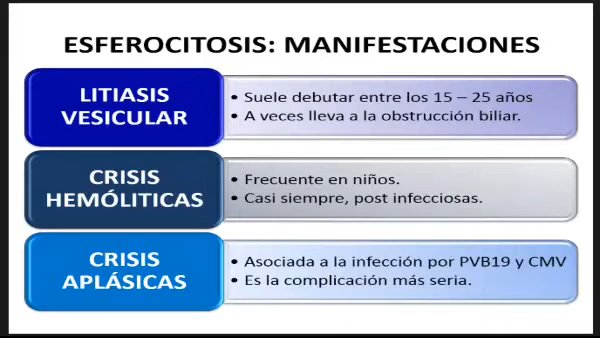 ESFEROCITOSIS: MANIFESTACIONES
LITIASIS
VESICULAR
• Suele debutar entre los 15 – 25 años
• A veces lleva a la obstrucción biliar.
CRISIS
HEMÓLITICAS
• Frecuente en niños.
• Casi siempre, post infecciosas.
CRISIS
APLÁSICAS
• Asociada a la infección por PVB19 y CMV
• Es la complicación más seria.